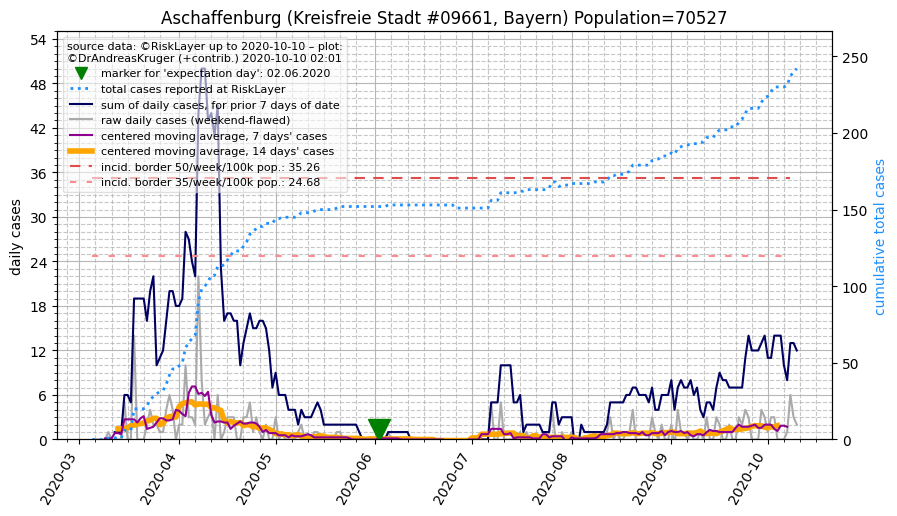 Aschaffenburg (Kreisfreie Stadt #09661, Bayern) Population=70527
source data: ©RiskLayer up to 2020-10-10 – plot:
©DrAndreasKruger (+contrib.) 2020-10-10 02:01
marker for 'expectation day': 02.06.2020
total cases reported at RiskLayer
sum of daily cases, for prior 7 days of date
raw daily cases (weekend-flawed)
centered moving average, 7 days' cases
centered moving average, 14 days' cases
incid. border 50/week/100k pop.: 35.26
incid. border 35/week/100k pop.: 24.68
daily cases
54
48
42
36
30
24
18
12
6
0
cumulative total cases
250
200
150
100
50
0
2020-03
2020-04
2020-05
2020-06
2020-07
2020-08
2020-09
2020-10